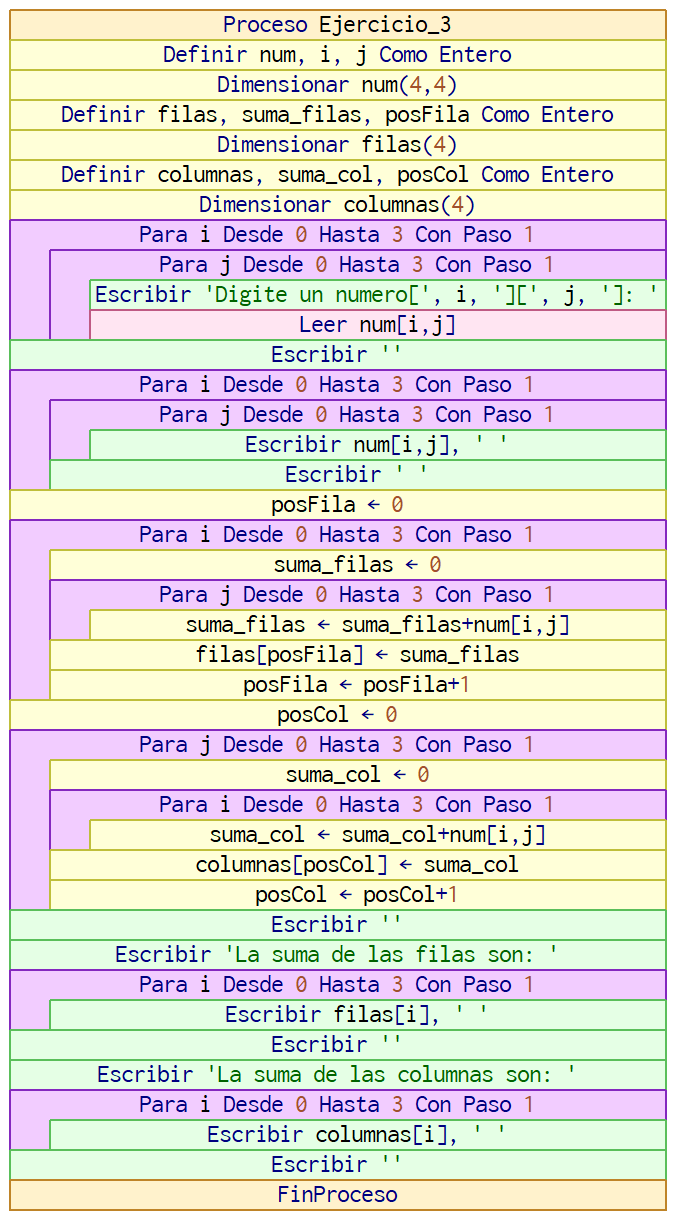 Proceso Ejercicio_3
Definir num, i, j Como Entero
Dimensionar num(4,4)
Definir filas, suma_filas, posFila Como Entero
Dimensionar filas(4)
Definir columnas, suma_col, posCol Como Entero
Dimensionar columnas(4)
Para i Desde 0 Hasta 3 Con Paso 1
Para j Desde 0 Hasta 3 Con Paso 1
Escribir 'Digite un numero[', i, '][', j, ']: '
Leer num[i,j]
Escribir ''
Para i Desde 0 Hasta 3 Con Paso 1
Para j Desde 0 Hasta 3 Con Paso 1
Escribir num[i,j], ' '
Escribir ' '
posFila ← 0
Para i Desde 0 Hasta 3 Con Paso 1
suma_filas ← 0
Para j Desde 0 Hasta 3 Con Paso 1
suma_filas ← suma_filas+num[i,j]
filas[posFila] ← suma_filas
posFila ← posFila+1
posCol ← 0
Para j Desde 0 Hasta 3 Con Paso 1
suma_col ← 0
Para i Desde 0 Hasta 3 Con Paso 1
suma_col ← suma_col+num[i,j]
columnas[posCol] ← suma_col
posCol ← posCol+1
Escribir ''
Escribir 'La suma de las filas son: '
Para i Desde 0 Hasta 3 Con Paso 1
Escribir filas[i], ' '
Escribir ''
Escribir 'La suma de las columnas son: '
Para i Desde 0 Hasta 3 Con Paso 1
Escribir columnas[i], ' '
Escribir ''
FinProceso